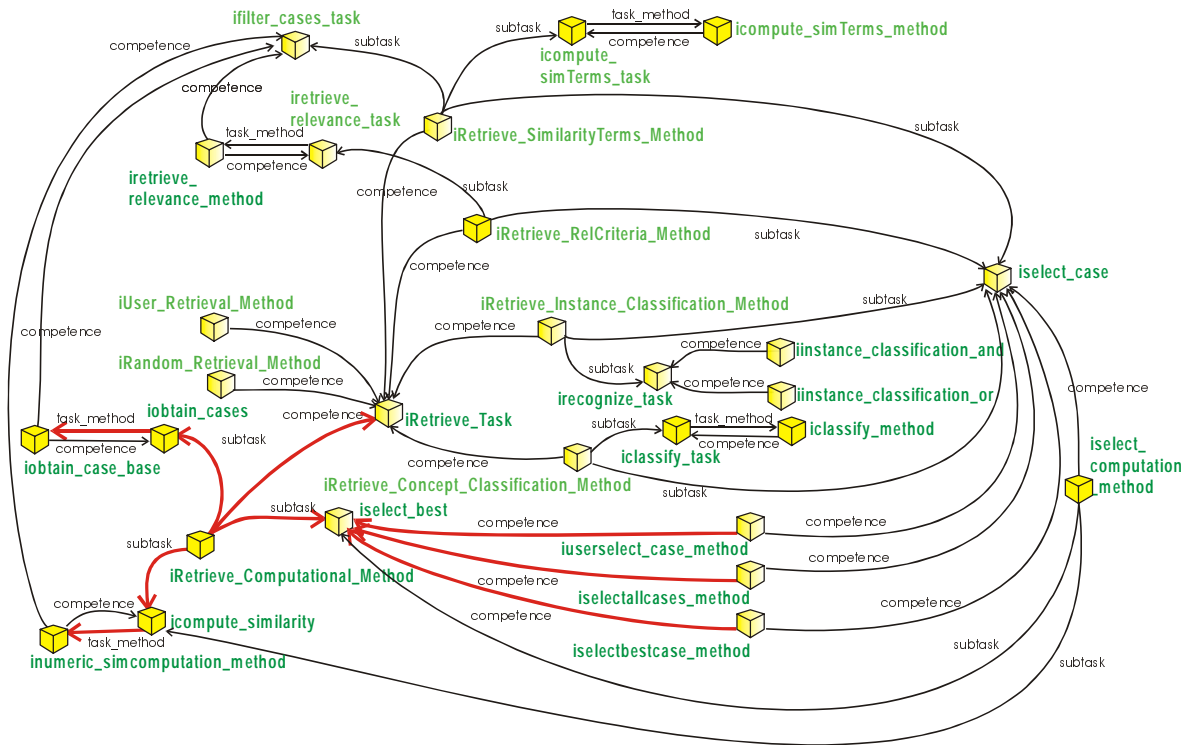 ifilter_cases_task
task_method
icompute_simTerms_method
competence
competence
subtask
subtask
icompute_
simTerms_task
competence
iretrieve_
relevance_task
task_method
iRetrieve_SimilarityTerms_Method
subtask
competence
iretrieve_
relevance_method
subtask
competence
iRetrieve_RelCriteria_Method
subtask
competence
iselect_case
iUser_Retrieval_Method
iRetrieve_Instance_Classification_Method
subtask
competence
competence
competence
iinstance_classification_and
iRandom_Retrieval_Method
subtask
competence
competence
iinstance_classification_or
competence
irecognize_task
iobtain_cases
task_method
competence
iRetrieve_Task
subtask
task_method
iclassify_method
subtask
competence
competence
iobtain_case_base
iclassify_task
iselect_
computation
_method
competence
iRetrieve_Concept_Classification_Method
subtask
iselect_best
subtask
competence
competence
iuserselect_case_method
subtask
iRetrieve_Computational_Method
competence
competence
iselectallcases_method
competence
icompute_similarity
competence
competence
task_method
iselectbestcase_method
subtask
inumeric_simcomputation_method
subtask